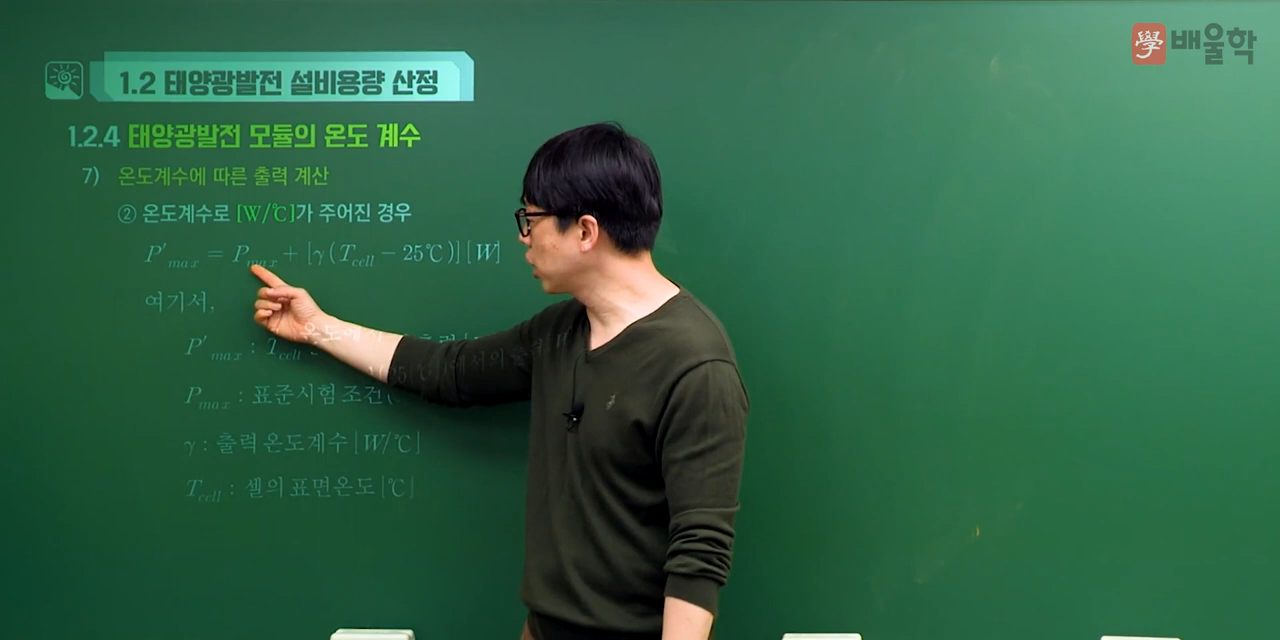 學 배울학
1.2 태양광발전 설비용량 산정
1.2.4 태양광발전 모듈의 온도 계수
7) 온도계수에 따른 출력 계산
② 온도계수로 [W/℃]가 주어진 경우
P'max = Pmax + [γ(Tcell − 25℃)][W]
여기서,
P'max : Tcell 온도에서
Pmax : 표준시험조건(
γ : 출력 온도계수 [W/℃]
Tcell : 셀의 표면온도 [℃]